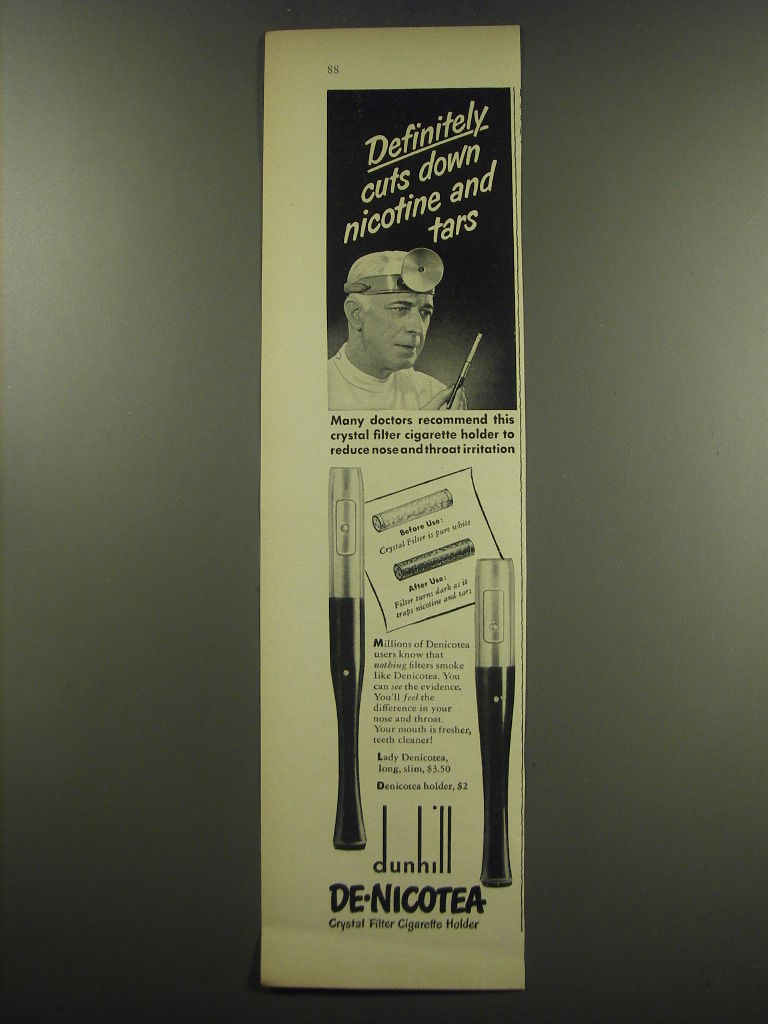 88
Definitely
cuts down
nicotine and
tars
Many doctors recommend this
crystal filter cigarette holder to
reduce nose and throat irritation
Before Use:
Crystal Filter is pure white
After Use:
Filter turns dark as it
traps nicotine and tars
Millions of Denicotea
users know that
nothing filters smoke
like Denicotea. You
can see the evidence.
You'll feel the
difference in your
nose and throat.
Your mouth is fresher,
teeth cleaner!
Lady Denicotea,
long, slim, $3.50
Denicotea holder, $2
dunhill
DE-NICOTEA
Crystal Filter Cigarette Holder